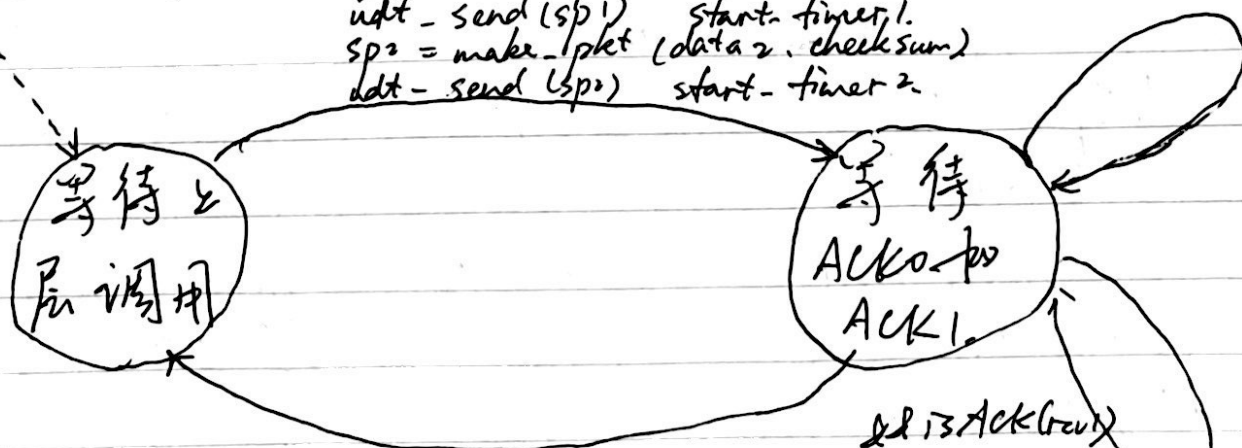 udt_send(sp1) start_timer1.
sp2 = make_pkt (data2. checksum)
udt_send (sp2) start_timer2.
等待上
层调用
等待
ACK0和
ACK1.
&& isACK(rcv1)